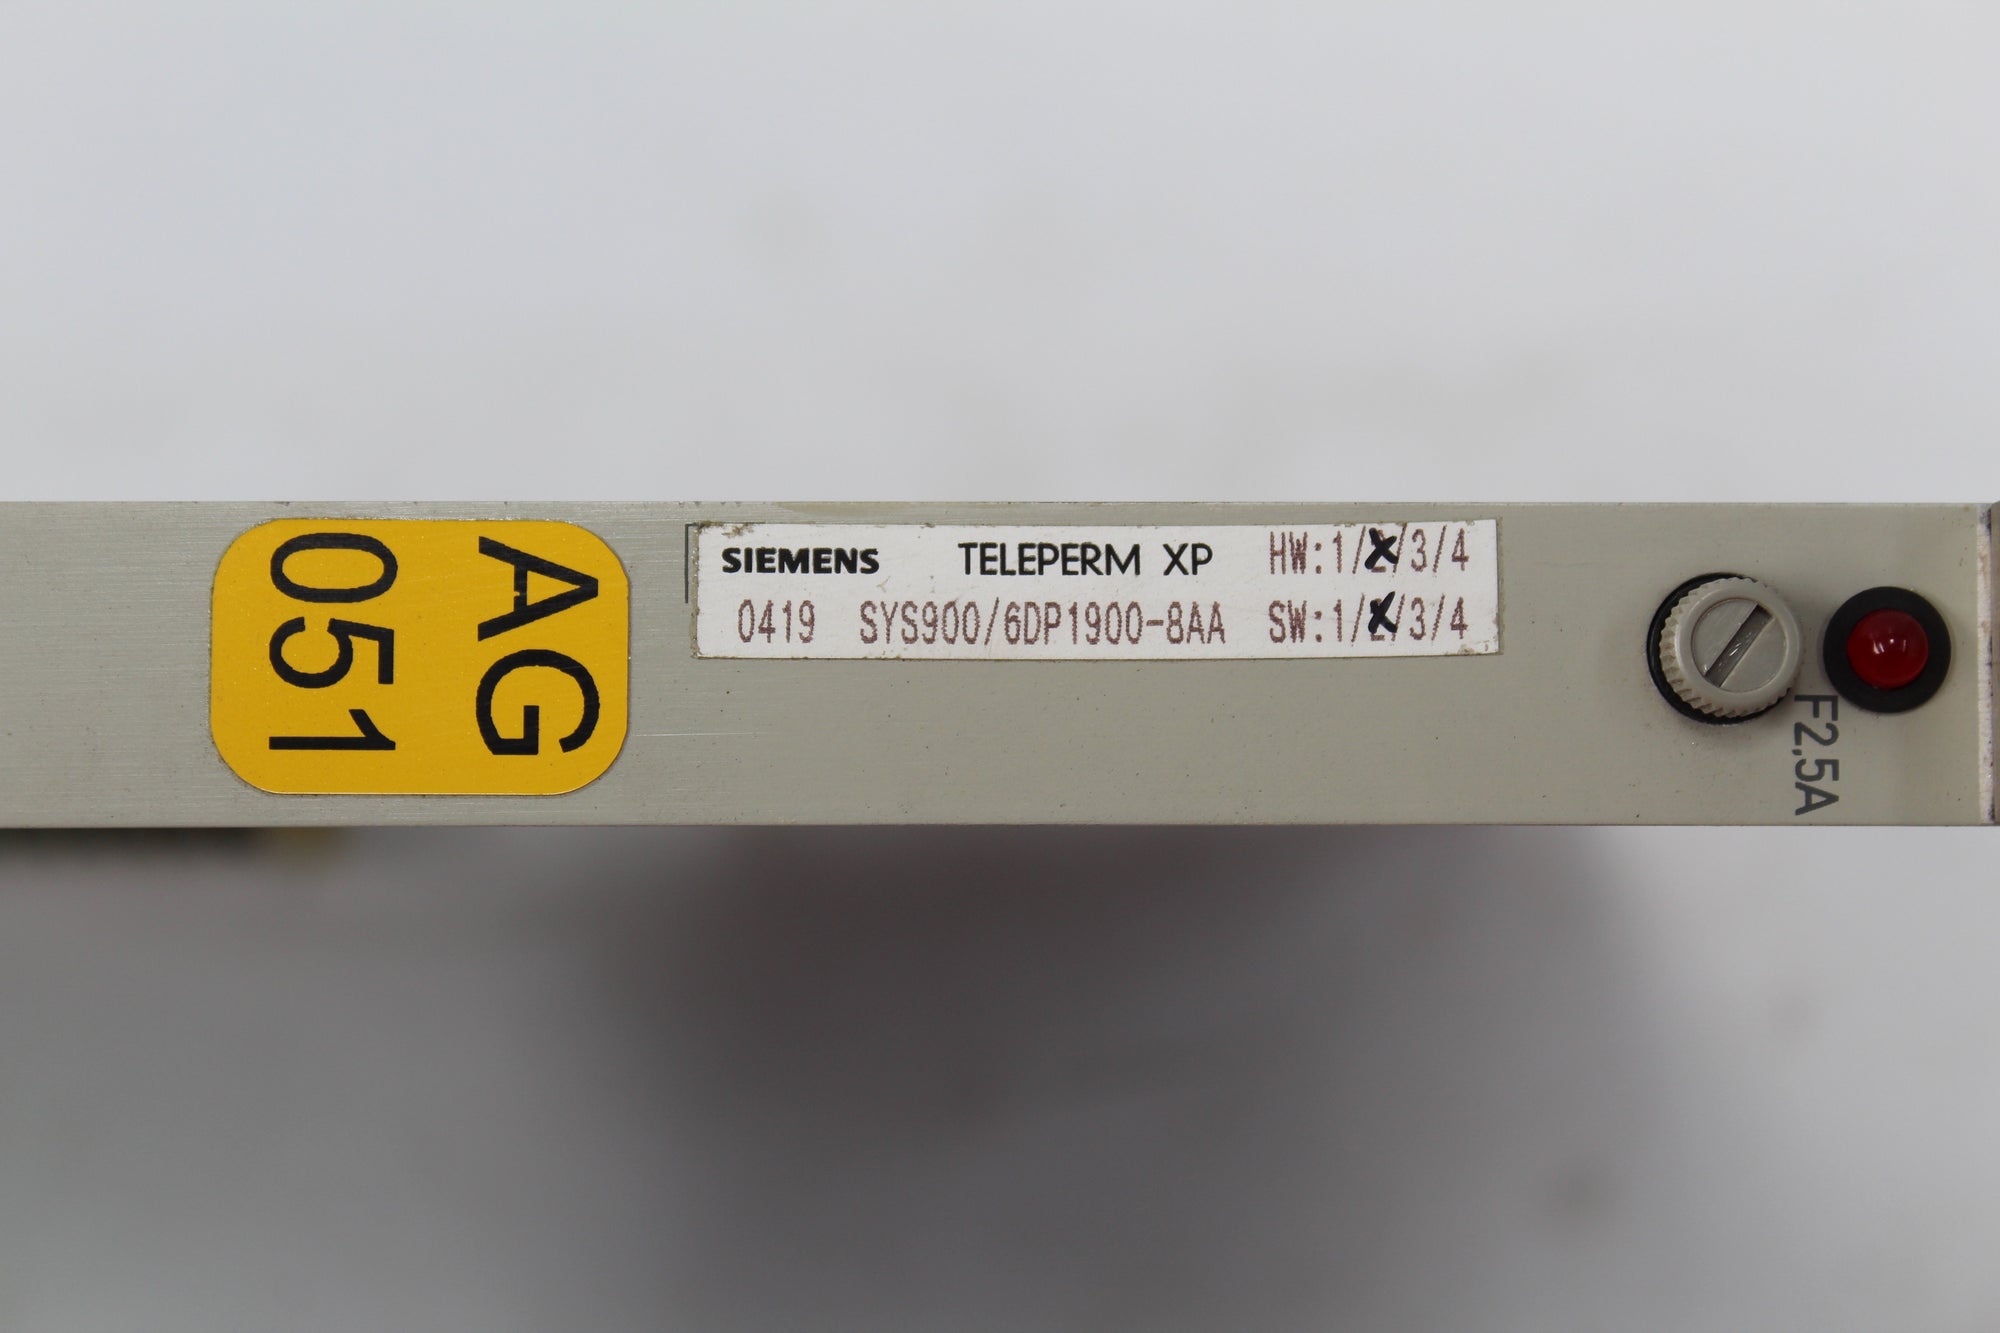 AG
051
SIEMENS TELEPERM XP HW:1/2/3/4
0419 SYS900/6DP1900-8AA SW:1/2/3/4
F2,5A